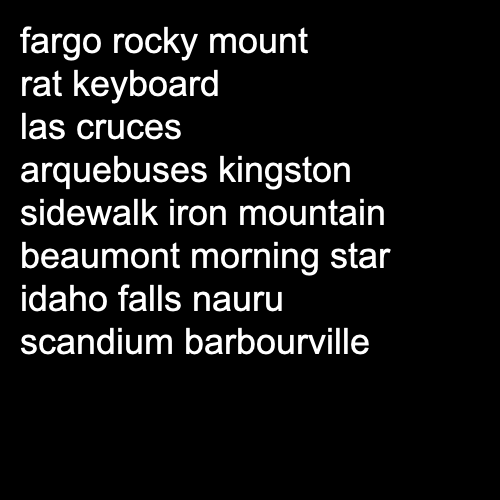 fargo rocky mount
rat keyboard
las cruces
arquebuses kingston
sidewalk iron mountain
beaumont morning star
idaho falls nauru
scandium barbourville